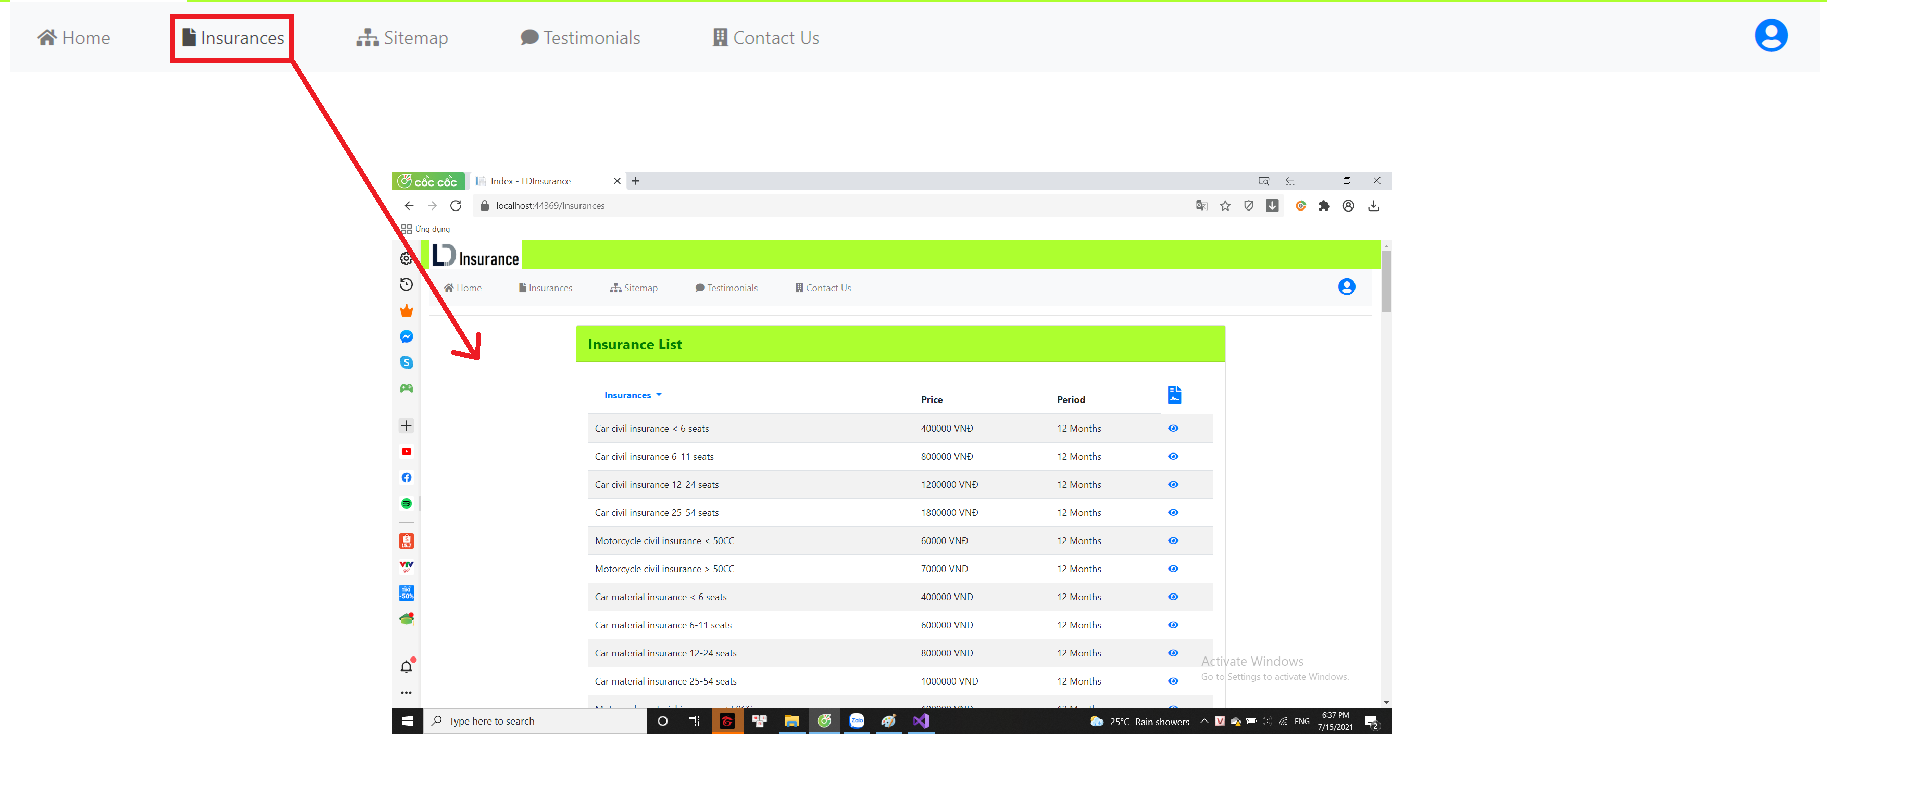 Home Insurances Sitemap Testimonials Contact Us
cốc cốc Index - LDInsurance
localhost:44369/Insurances
Ứng dụng
LD Insurance
Home Insurances Sitemap Testimonials Contact Us
Insurance List
Insurances Price Period
Car civil insurance < 6 seats 400000 VNĐ 12 Months
Car civil insurance 6-11 seats 800000 VNĐ 12 Months
Car civil insurance 12-24 seats 1200000 VNĐ 12 Months
Car civil insurance 25-54 seats 1800000 VNĐ 12 Months
Motorcycle civil insurance < 50CC 60000 VNĐ 12 Months
Motorcycle civil insurance > 50CC 70000 VNĐ 12 Months
Car material insurance < 6 seats 400000 VNĐ 12 Months
Car material insurance 6-11 seats 600000 VNĐ 12 Months
Car material insurance 12-24 seats 800000 VNĐ 12 Months
Car material insurance 25-54 seats 1000000 VNĐ 12 Months
Activate Windows
Go to Settings to activate Windows.
Type here to search
Zalo
25°C Rain showers
ENG
6:37 PM
7/15/2021
2